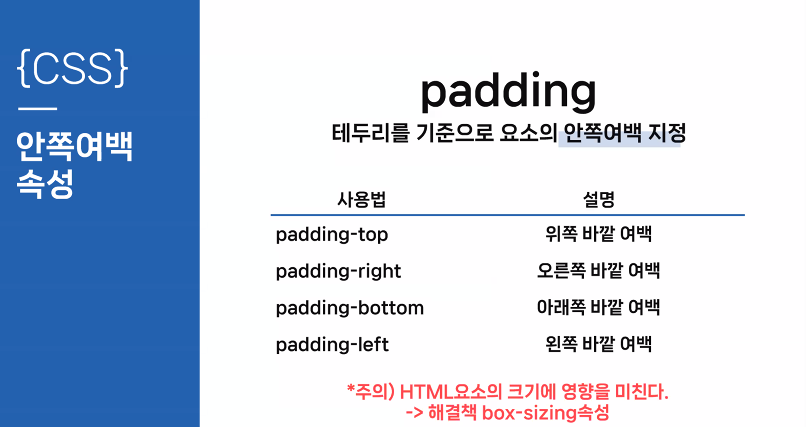 {CSS}
안쪽여백
속성
padding
테두리를 기준으로 요소의 안쪽여백 지정
사용법 설명
padding-top 위쪽 바깥 여백
padding-right 오른쪽 바깥 여백
padding-bottom 아래쪽 바깥 여백
padding-left 왼쪽 바깥 여백
*주의) HTML요소의 크기에 영향을 미친다.
-> 해결책 box-sizing속성